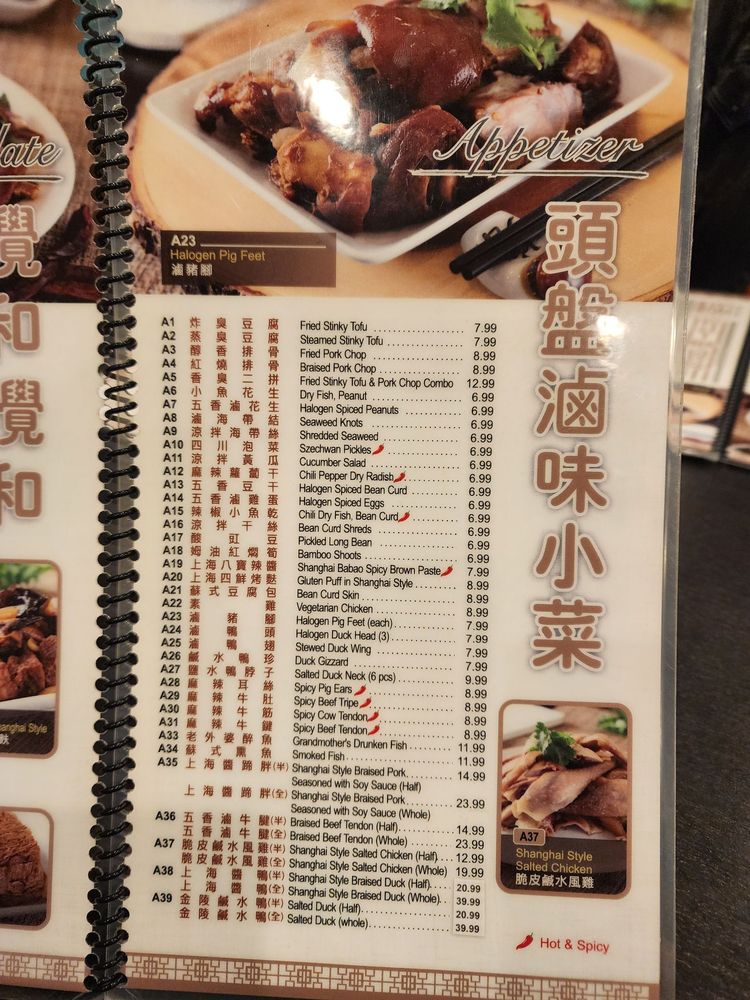 late
覺
和
覺
和
Appetizer
A23
Halogen Pig Feet
滷豬腳
頭盤滷味小菜
A1 炸臭豆腐 Fried Stinky Tofu 7.99
A2 蒸臭豆腐 Steamed Stinky Tofu 7.99
A3 醇香排骨 Fried Pork Chop 8.99
A4 紅燒排骨 Braised Pork Chop 8.99
A5 香臭二拼 Fried Stinky Tofu & Pork Chop Combo 12.99
A6 小魚花生 Dry Fish, Peanut 6.99
A7 五香滷花生 Halogen Spiced Peanuts 6.99
A8 滷海帶結 Seaweed Knots 6.99
A9 涼拌海帶絲 Shredded Seaweed 6.99
A10 四川泡菜 Szechwan Pickles 6.99
A11 涼拌黃瓜 Cucumber Salad 6.99
A12 麻辣蘿蔔干 Chili Pepper Dry Radish 6.99
A13 五香豆干 Halogen Spiced Bean Curd 6.99
A14 五香滷雞蛋 Halogen Spiced Eggs 6.99
A15 辣椒小魚乾 Chili Dry Fish, Bean Curd 6.99
A16 涼拌干絲 Bean Curd Shreds 6.99
A17 酸豇豆 Pickled Long Bean 6.99
A18 姆油紅燜筍 Bamboo Shoots 6.99
A19 上海八寶辣醬 Shanghai Babao Spicy Brown Paste 7.99
A20 上海四鮮烤麩 Gluten Puff in Shanghai Style 8.99
A21 蘇式豆腐包 Bean Curd Skin 8.99
A22 素雞 Vegetarian Chicken 8.99
A23 滷豬腳 Halogen Pig Feet (each) 7.99
A24 滷鴨頭 Halogen Duck Head (3) 7.99
A25 滷鴨翅 Stewed Duck Wing 7.99
A26 鹹水鴨珍 Duck Gizzard 7.99
A27 鹽水鴨脖子 Salted Duck Neck (6 pcs) 9.99
A28 麻辣耳絲 Spicy Pig Ears 8.99
A29 麻辣牛肚 Spicy Beef Tripe 8.99
A30 麻辣牛筋 Spicy Cow Tendon 8.99
A31 麻辣牛腱 Spicy Beef Tendon 8.99
A33 老外婆醉魚 Grandmother's Drunken Fish 11.99
A34 蘇式熏魚 Smoked Fish 11.99
A35 上海醬蹄胖(半) Shanghai Style Braised Pork 14.99
Seasoned with Soy Sauce (Half)
上海醬蹄胖(全) Shanghai Style Braised Pork 23.99
Seasoned with Soy Sauce (Whole)
A36 五香滷牛腱(半) Braised Beef Tendon (Half) 14.99
五香滷牛腱(全) Braised Beef Tendon (Whole) 23.99
A37 脆皮鹹水風雞(半) Shanghai Style Salted Chicken (Half) 12.99
脆皮鹹水風雞(全) Shanghai Style Salted Chicken (Whole) 19.99
A38 上海醬鴨(半) Shanghai Style Braised Duck (Half) 20.99
上海醬鴨(全) Shanghai Style Braised Duck (Whole) 39.99
A39 金陵鹹水鴨(半) Salted Duck (Half) 20.99
金陵鹹水鴨(全) Salted Duck (whole) 39.99
A37
Shanghai Style
Salted Chicken
脆皮鹹水風雞
Hot & Spicy